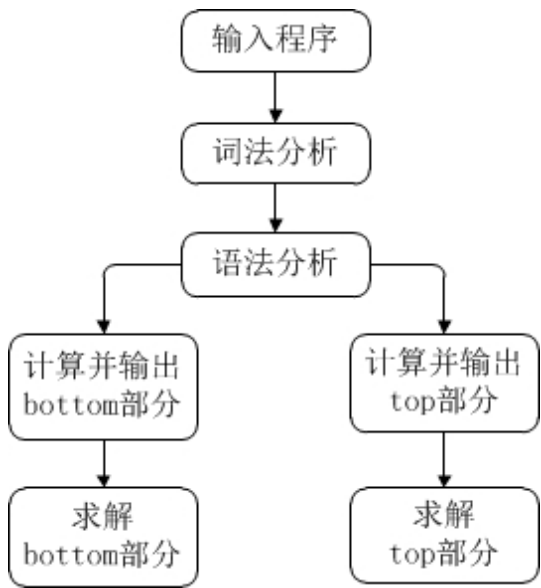 输入程序
词法分析
语法分析
计算并输出
bottom部分
计算并输出
top部分
求解
bottom部分
求解
top部分